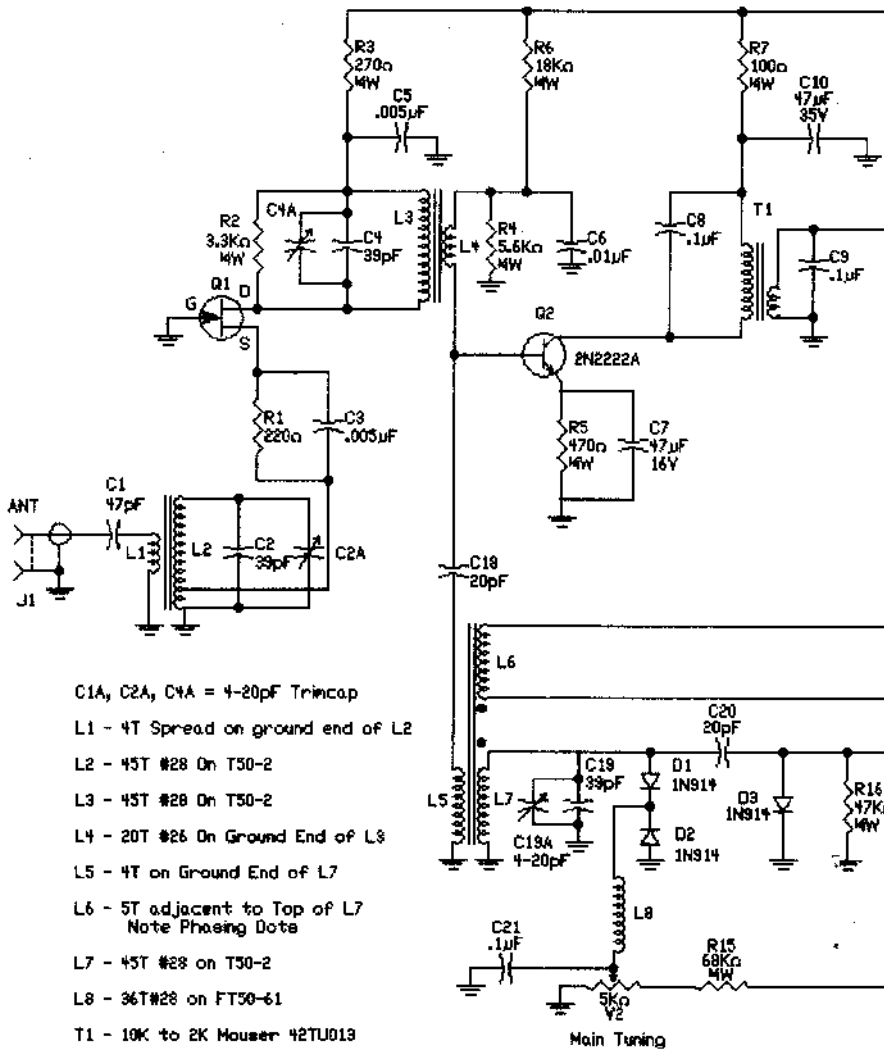 R3
270Ω
¼W
R6
18KΩ
¼W
R7
100Ω
¼W
C10
47µF
35V
C5
.005µF
C4A
R2
3.3KΩ
¼W
C4
39pF
L3
L4
R4
5.6KΩ
¼W
C6
.01µF
C8
.1µF
T1
C9
.1µF
Q1
D
G
S
Q2
2N2222A
R1
220Ω
C3
.005µF
R5
470Ω
¼W
C7
47µF
16V
C1
47pF
ANT
J1
L1
L2
C2
39pF
C2A
C18
20pF
L6
C1A, C2A, C4A = 4-20pF Trimcap
L1 - 4T Spread on ground end of L2
L2 - 45T #28 On T50-2
L3 - 45T #28 On T50-2
L4 - 20T #26 On Ground End of L3
L5 - 4T on Ground End of L7
L6 - 5T adjacent to Top of L7
Note Phasing Dots
L7 - 45T #28 on T50-2
L8 - 36T#28 on FT50-61
T1 - 10K to 2K Mouser 42TU013
C20
20pF
L5
L7
C19
39pF
C19A
4-20pF
D1
1N914
D2
1N914
D3
1N914
R16
47KΩ
¼W
L8
C21
.1µF
R15
68KΩ
¼W
5KΩ
V2
Main Tuning